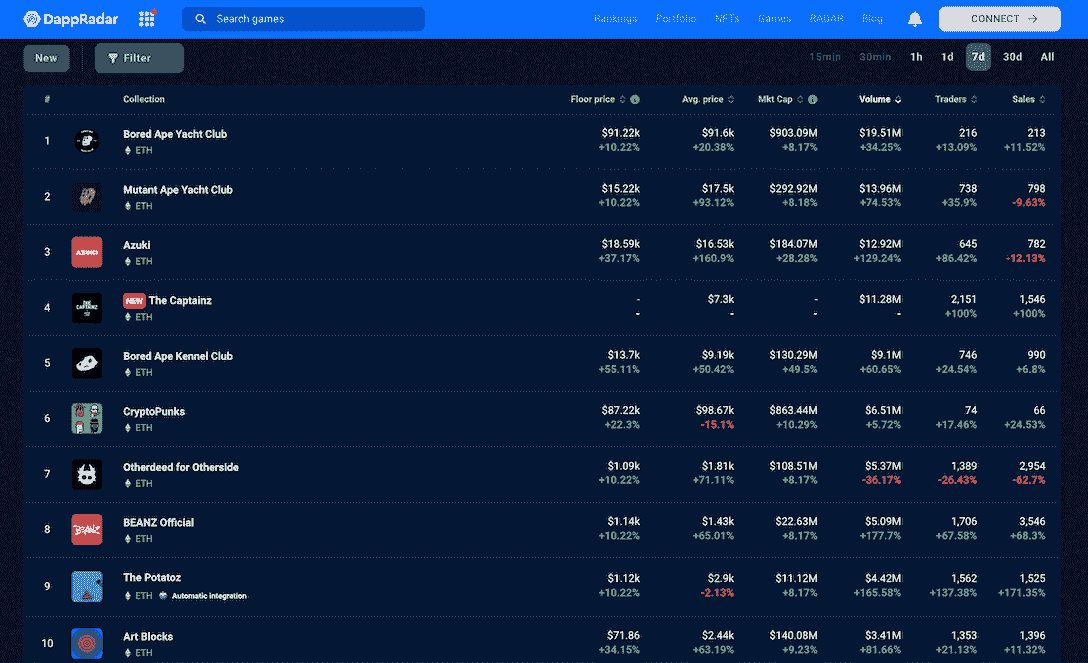 DappRadar Search games Rankings Portfolio NFTs Games RADAR Blog CONNECT →
New Filter 15min 30min 1h 1d 7d 30d All
# Collection Floor price Avg. price Mkt Cap Volume Traders Sales
1 Bored Ape Yacht Club $91.22k $91.6k $903.09M $19.51M 216 213
ETH +10.22% +20.38% +8.17% +34.25% +13.09% +11.52%
2 Mutant Ape Yacht Club $15.22k $17.5k $292.92M $13.96M 738 798
ETH +10.22% +93.12% +8.18% +74.53% +35.9% -9.63%
3 AZUKI Azuki $18.59k $16.53k $184.07M $12.92M 645 782
ETH +37.17% +160.9% +28.28% +129.24% +86.42% -12.13%
4 THE CAPTAINZ NEW The Captainz - $7.3k - $11.28M 2,151 1,546
ETH - - - - +100% +100%
5 Bored Ape Kennel Club $13.7k $9.19k $130.29M $9.1M 746 990
ETH +55.11% +50.42% +49.5% +60.65% +24.54% +6.8%
6 CryptoPunks $87.22k $98.67k $863.44M $6.51M 74 66
ETH +22.3% -15.1% +10.29% +5.72% +17.46% +24.53%
7 Otherdeed for Otherside $1.09k $1.81k $108.51M $5.37M 1,389 2,954
ETH +10.22% +71.11% +8.17% -36.17% -26.43% -62.7%
8 BEANZ BEANZ Official $1.14k $1.43k $22.63M $5.09M 1,706 3,546
ETH +10.22% +65.01% +8.17% +177.7% +67.58% +68.3%
9 The Potatoz $1.12k $2.9k $11.12M $4.42M 1,562 1,525
ETH Automatic integration +10.22% -2.13% +8.17% +165.58% +137.38% +171.35%
10 Art Blocks $71.86 $2.44k $140.08M $3.41M 1,353 1,396
ETH +34.15% +63.19% +9.23% +81.66% +21.13% +11.32%